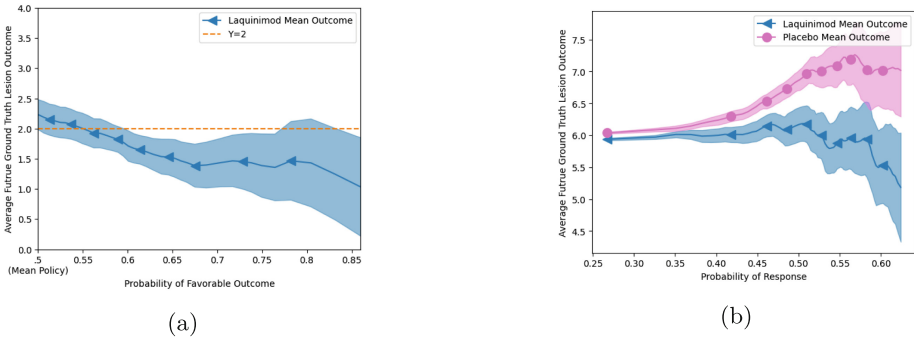 Average Futrue Ground Truth Lesion Outcome
4.0
3.5
3.0
2.5
2.0
1.5
1.0
0.5
0.0
Laquinimod Mean Outcome
Y=2
.5 0.55 0.6 0.65 0.7 0.75 0.8 0.85
(Mean Policy)
Probability of Favorable Outcome
(a)
Average Futrue Ground Truth Lesion Outcome
7.5
7.0
6.5
6.0
5.5
5.0
4.5
Laquinimod Mean Outcome
Placebo Mean Outcome
0.25 0.30 0.35 0.40 0.45 0.50 0.55 0.60
Probability of Response
(b)